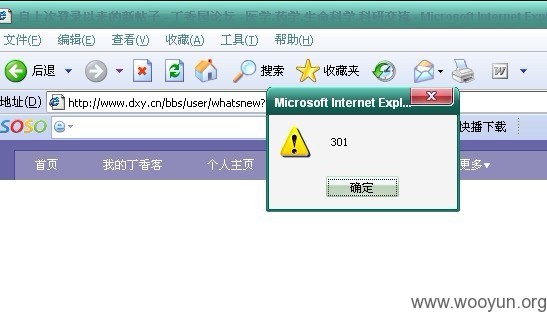 自上次登录以来的新帖子 - 丁香园论坛 - 医学 药学 生命科学 科研交流 - Microsoft Internet Expl
文件(F) 编辑(E) 查看(V) 收藏(A) 工具(T) 帮助(H)
后退 搜索 收藏夹
地址(D) http://www.dxy.cn/bbs/user/whatsnew?
Microsoft Internet Expl...
SOSO 快播下载
301
首页 我的丁香客 个人主页 更多
确定
www.wooyun.org